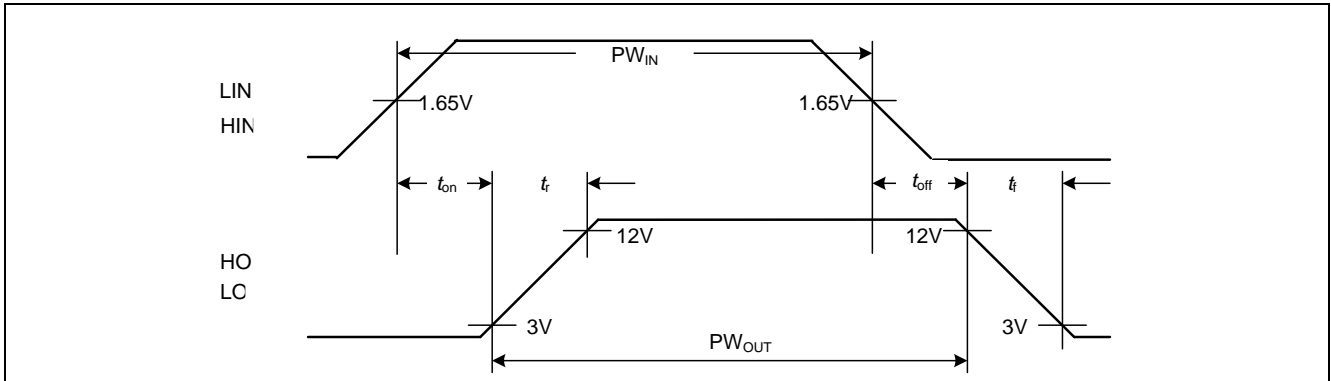 PW_IN
LIN
1.65V
1.65V
HIN
t_on
t_r
t_off
t_f
12V
12V
HO
LO
3V
3V
PW_OUT